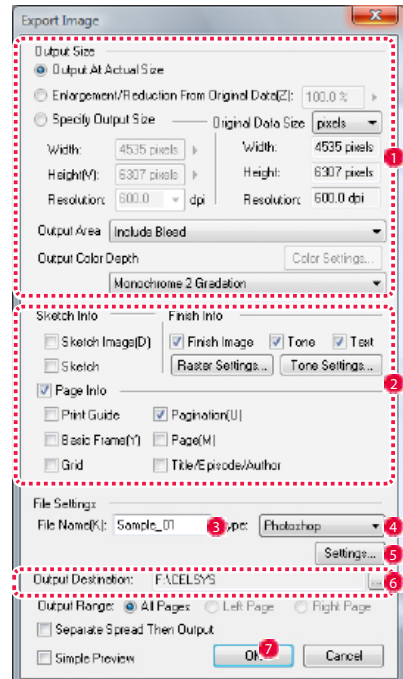 Export Image
Output Size
Output At Actual Size
Enlargement/Reduction From Original Data(Z): 100.0 %
Specify Output Size Original Data Size pixels
Width: 4535 pixels Width: 4535 pixels
1
Height(V): 6307 pixels Height: 6307 pixels
Resolution: 600.0 dpi Resolution: 600.0 dpi
Output Area Include Bleed
Output Color Depth Color Settings...
Monochrome 2 Gradation
Sketch Info Finish Info
Sketch Image(D) Finish Image Tone Text
Sketch Raster Settings... Tone Settings...
2
Page Info
Print Guide Pagination(U)
Basic Frame(Y) Page(M)
Grid Title/Episode/Author
File Settings
File Name(K): Sample_01 3 ype: Photoshop 4
Settings... 5
Output Destination: F:\CELSYS ... 6
Output Range: All Pages Left Page Right Page
Separate Spread Then Output
Simple Preview OK 7 Cancel